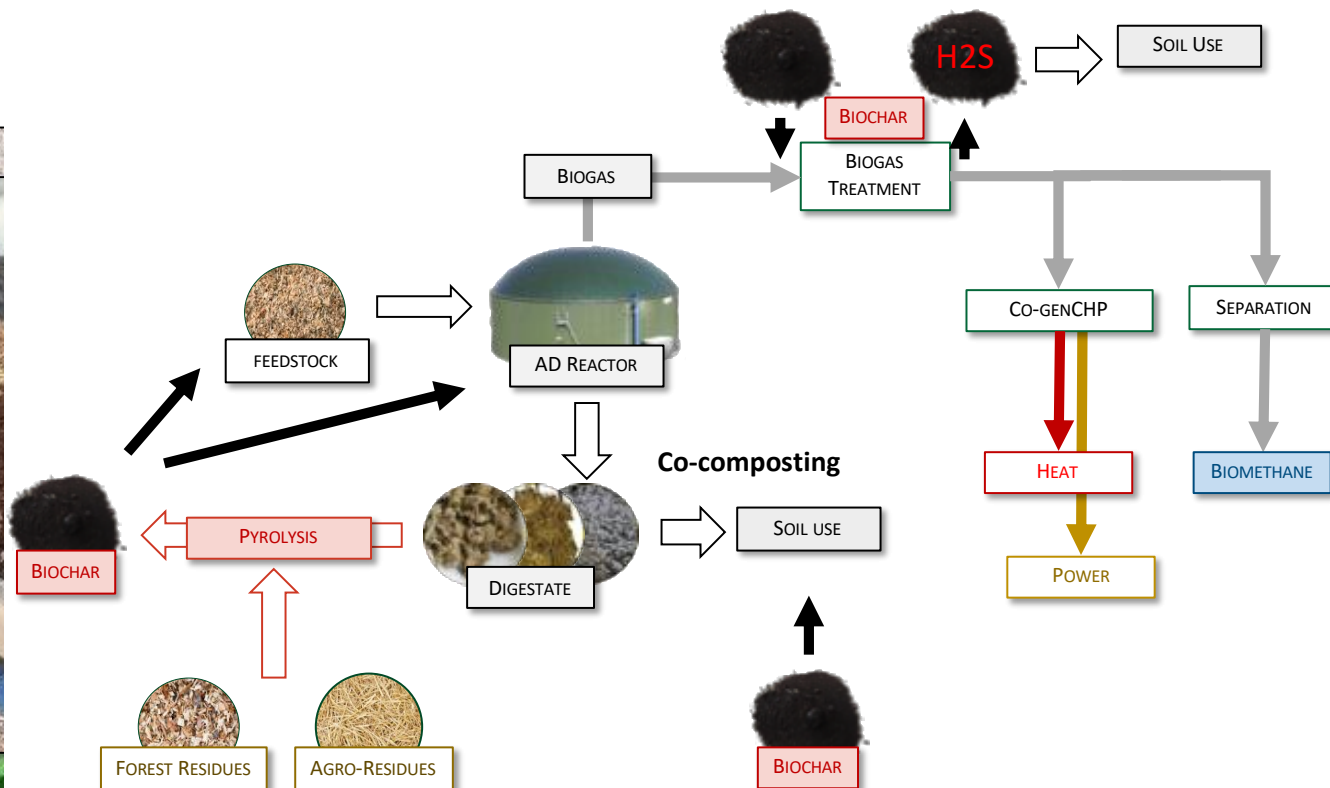 H2S
SOIL USE
BIOCHAR
BIOGAS
TREATMENT
BIOGAS
FEEDSTOCK
AD REACTOR
CO-GENCHP
SEPARATION
Co-composting
HEAT
BIOMETHANE
PYROLYSIS
SOIL USE
BIOCHAR
DIGESTATE
POWER
FOREST RESIDUES
AGRO-RESIDUES
BIOCHAR